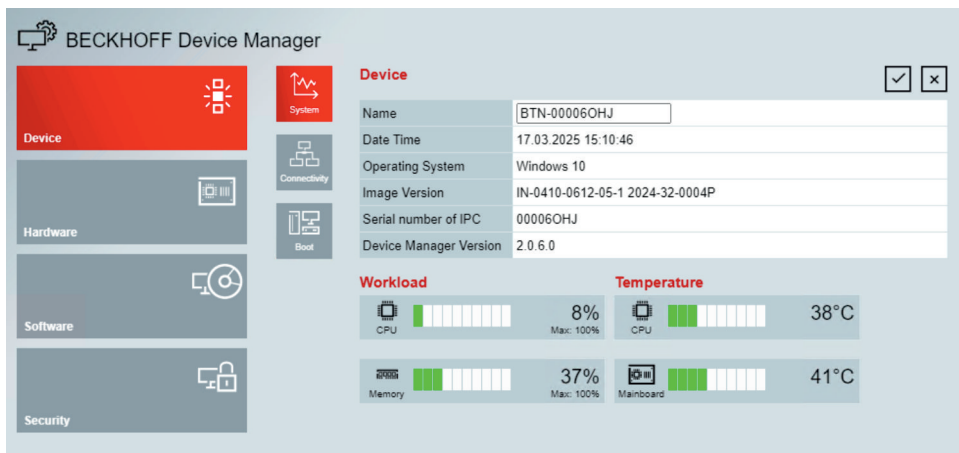 BECKHOFF Device Manager
Device
Hardware
Software
Security
System
Connectivity
Boot
Device
Name BTN-00006OHJ
Date Time 17.03.2025 15:10:46
Operating System Windows 10
Image Version IN-0410-0612-05-1 2024-32-0004P
Serial number of IPC 00006OHJ
Device Manager Version 2.0.6.0
Workload
CPU 8%
Max: 100%
Memory 37%
Max: 100%
Temperature
CPU 38°C
Mainboard 41°C